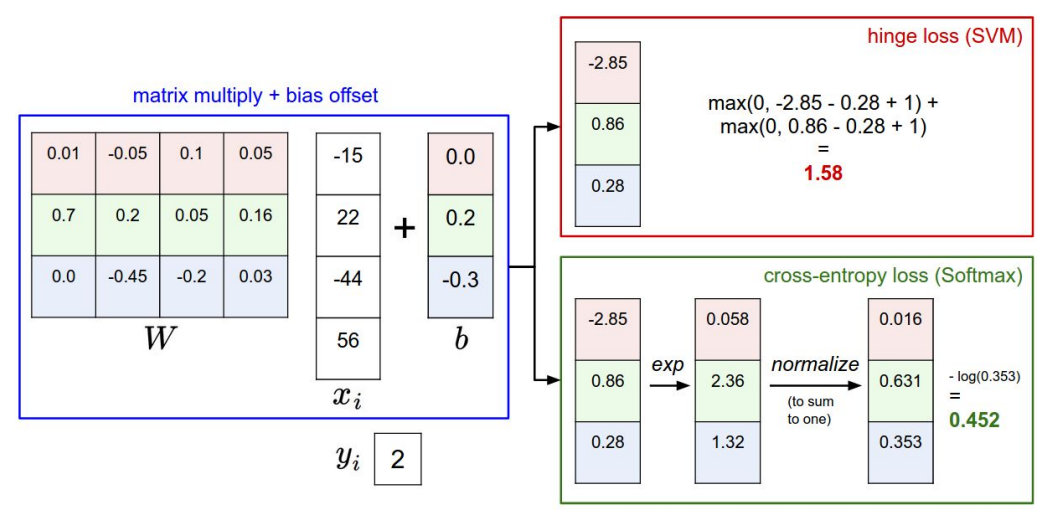 matrix multiply + bias offset
0.01 -0.05 0.1 0.05
0.7 0.2 0.05 0.16
0.0 -0.45 -0.2 0.03
W
-15
22
-44
56
x_i
+
0.0
0.2
-0.3
b
y_i 2
hinge loss (SVM)
-2.85
0.86
0.28
max(0, -2.85 - 0.28 + 1) +
max(0, 0.86 - 0.28 + 1)
=
1.58
cross-entropy loss (Softmax)
-2.85
0.86
0.28
exp
0.058
2.36
1.32
normalize
(to sum
to one)
0.016
0.631
0.353
- log(0.353)
=
0.452